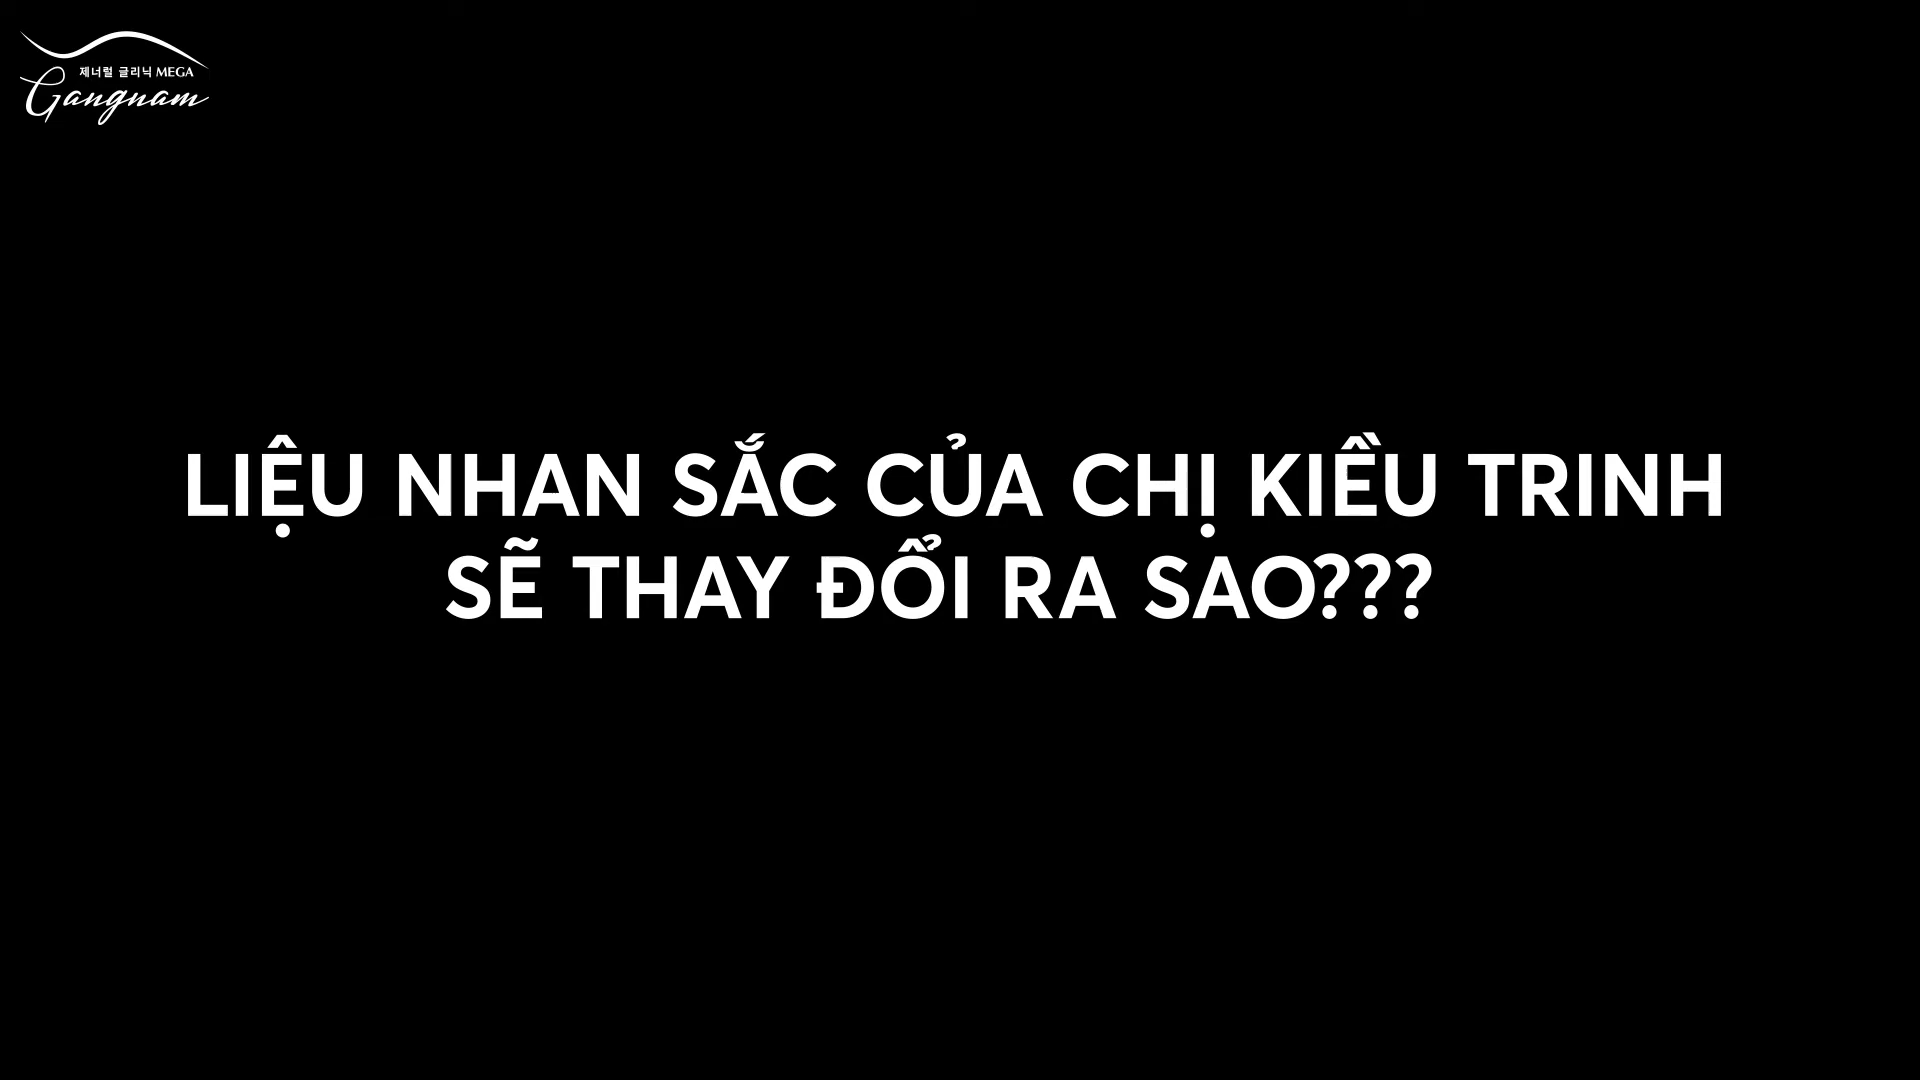 제너럴 글리닉 MEGA
Gangnam
LIỆU NHAN SẮC CỦA CHỊ KIỀU TRINH
SẼ THAY ĐỔI RA SAO???